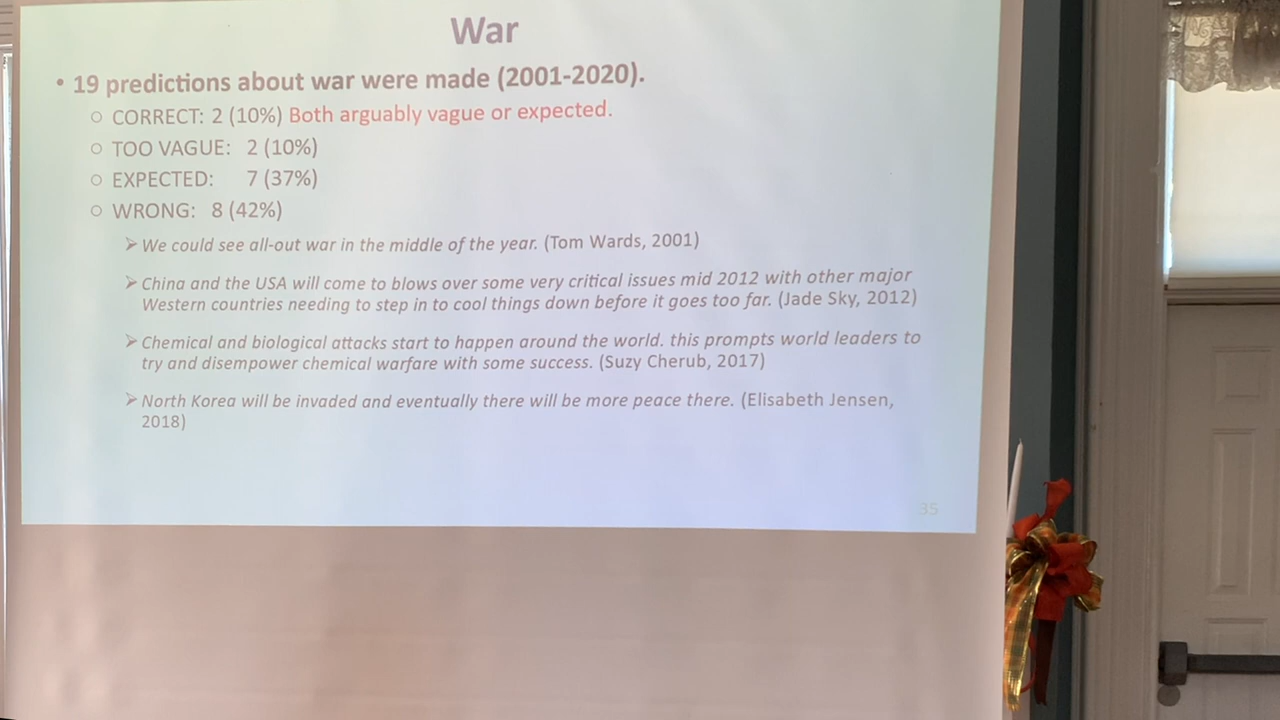 War
• 19 predictions about war were made (2001-2020).
○ CORRECT: 2 (10%) Both arguably vague or expected.
○ TOO VAGUE: 2 (10%)
○ EXPECTED: 7 (37%)
○ WRONG: 8 (42%)
➢ We could see all-out war in the middle of the year. (Tom Wards, 2001)
➢ China and the USA will come to blows over some very critical issues mid 2012 with other major
Western countries needing to step in to cool things down before it goes too far. (Jade Sky, 2012)
➢ Chemical and biological attacks start to happen around the world. this prompts world leaders to
try and disempower chemical warfare with some success. (Suzy Cherub, 2017)
➢ North Korea will be invaded and eventually there will be more peace there. (Elisabeth Jensen,
2018)
35